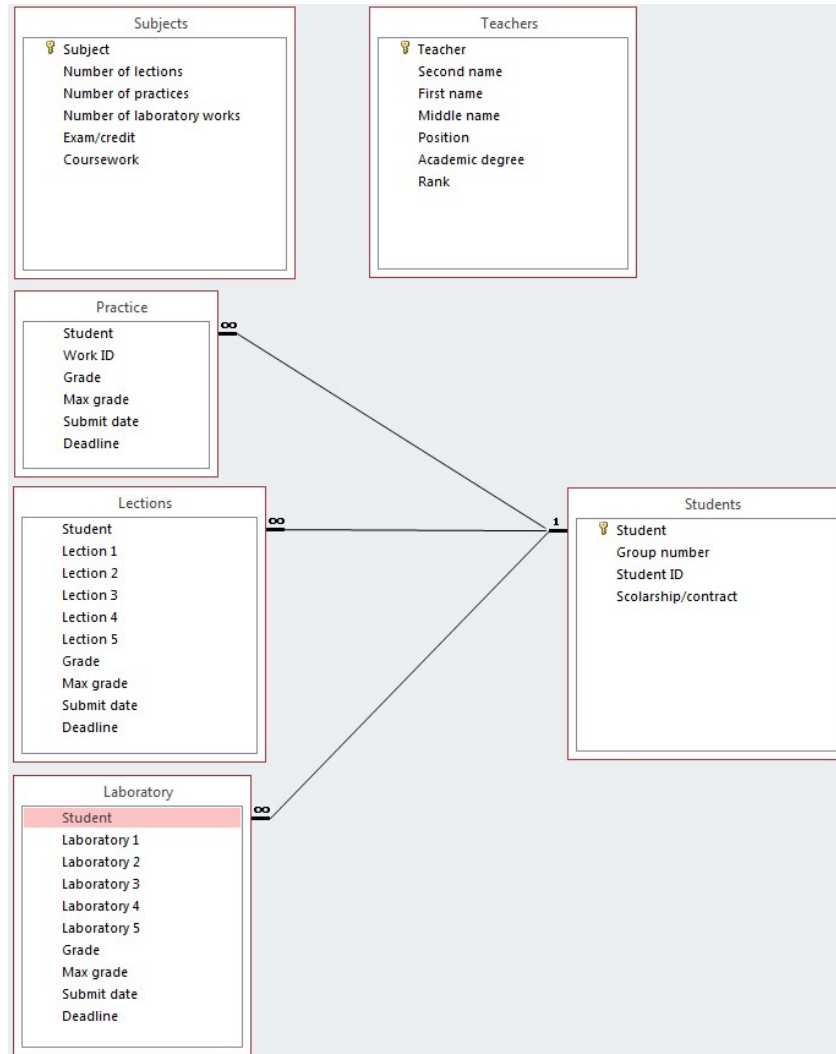 Subjects
Subject
Number of lections
Number of practices
Number of laboratory works
Exam/credit
Coursework
Teachers
Teacher
Second name
First name
Middle name
Position
Academic degree
Rank
Practice
Student
Work ID
Grade
Max grade
Submit date
Deadline
∞
Lections
Student
Lection 1
Lection 2
Lection 3
Lection 4
Lection 5
Grade
Max grade
Submit date
Deadline
∞
1
Students
Student
Group number
Student ID
Scolarship/contract
Laboratory
Student
Laboratory 1
Laboratory 2
Laboratory 3
Laboratory 4
Laboratory 5
Grade
Max grade
Submit date
Deadline
∞